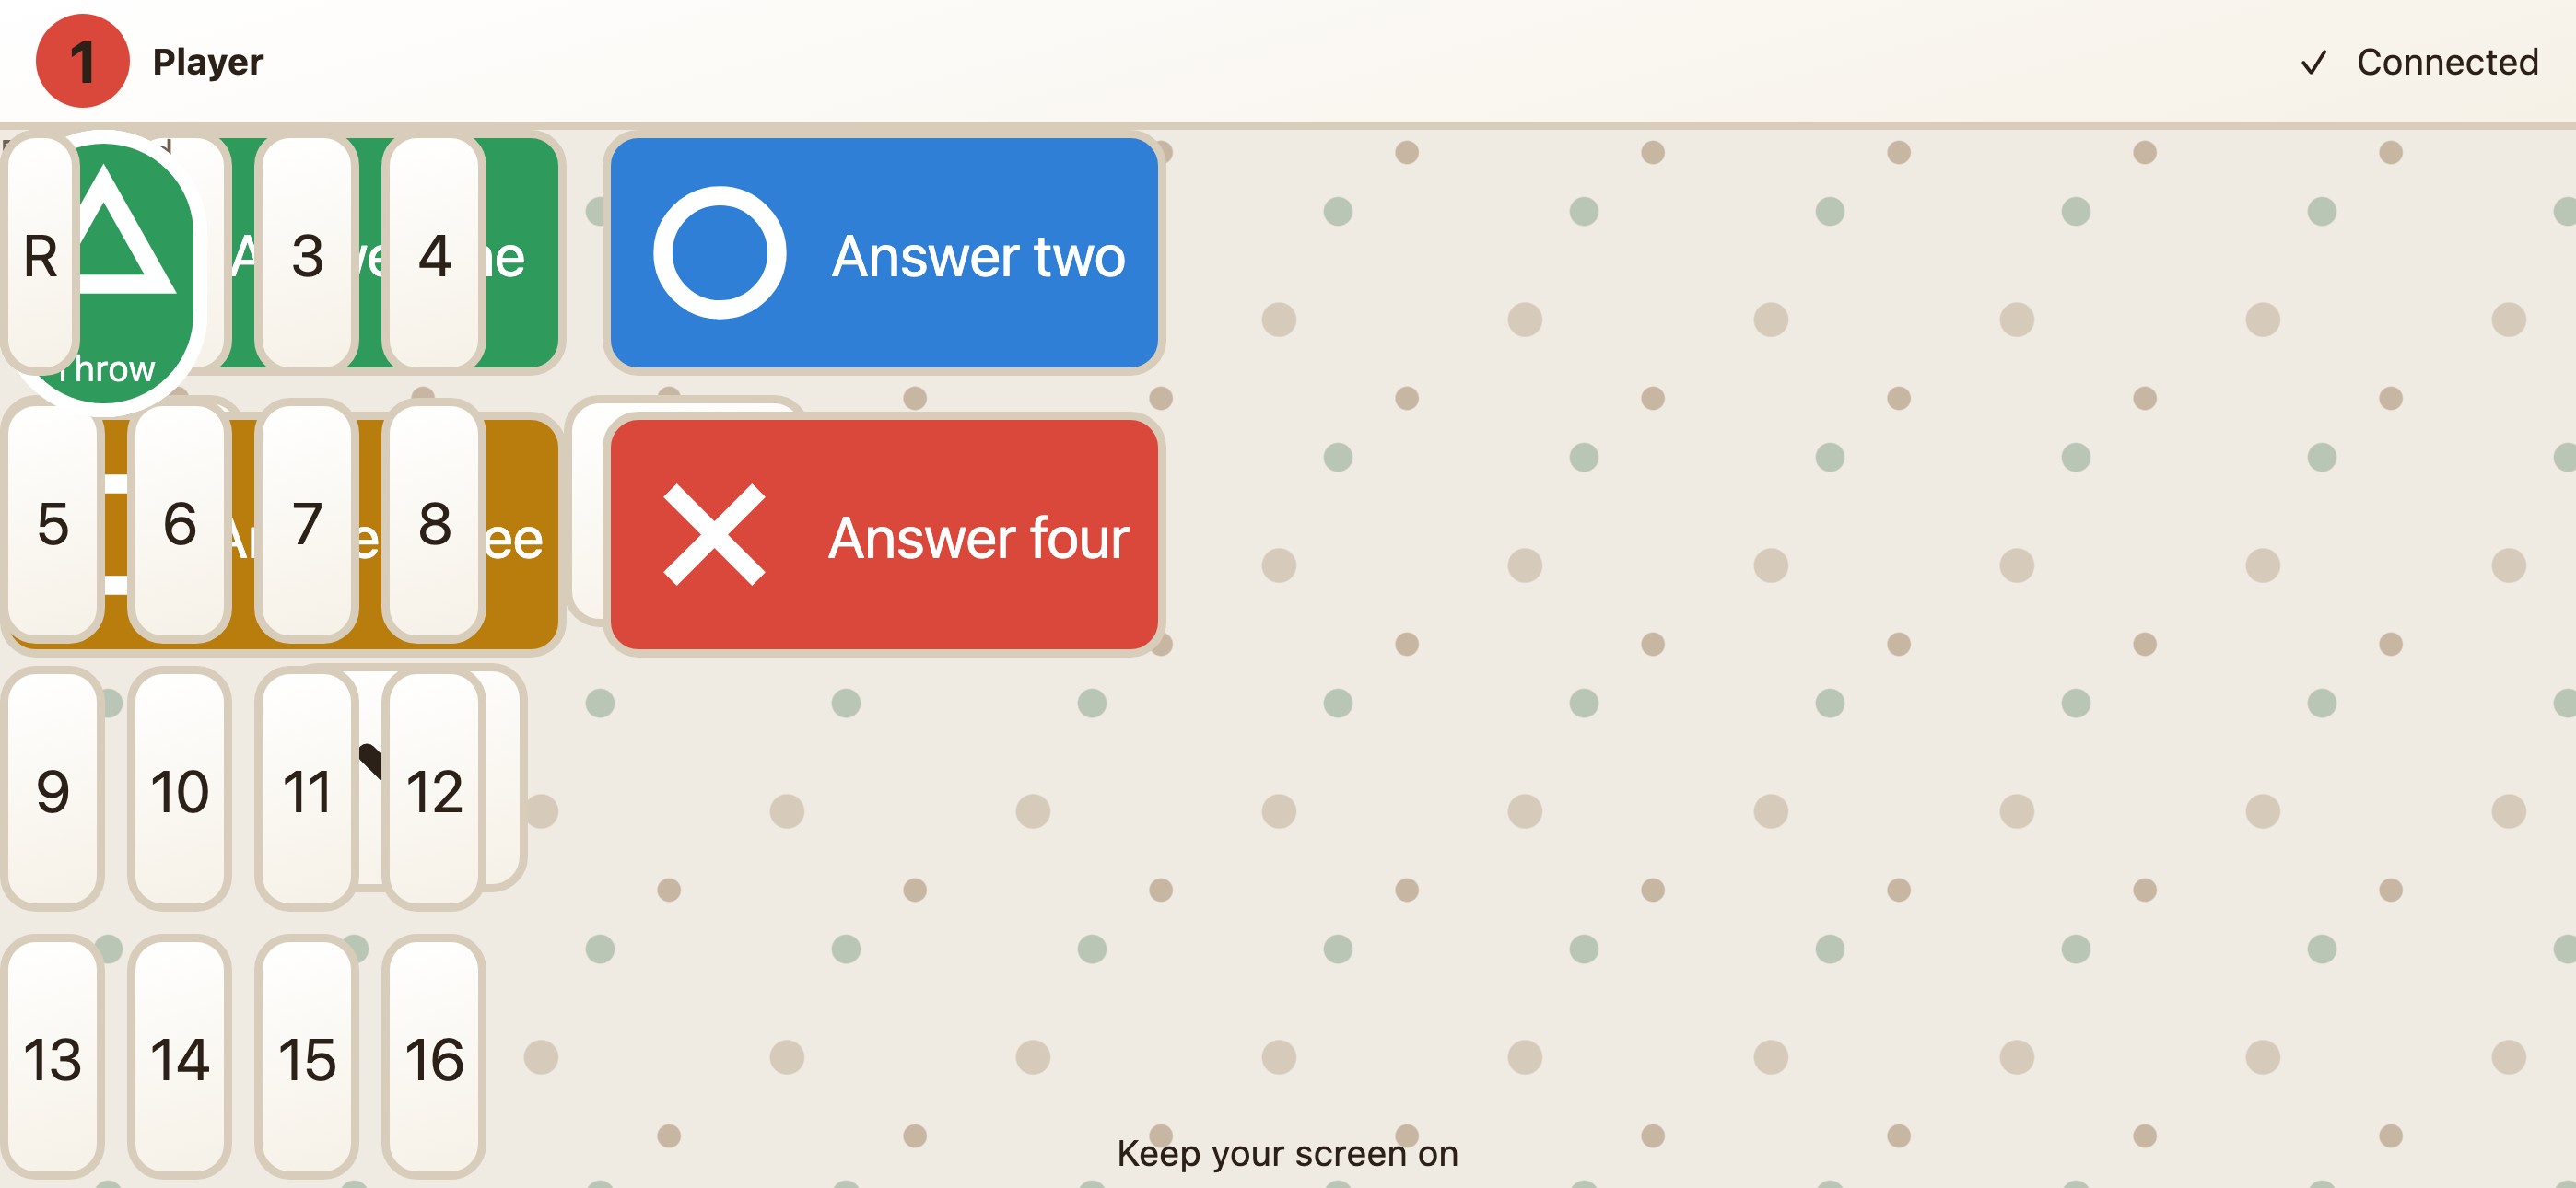 1 Player
✓ Connected
R 3 4
Answer two
hrow
5 6 7 8
Answer four
9 10 11 12
13 14 15 16
Keep your screen on